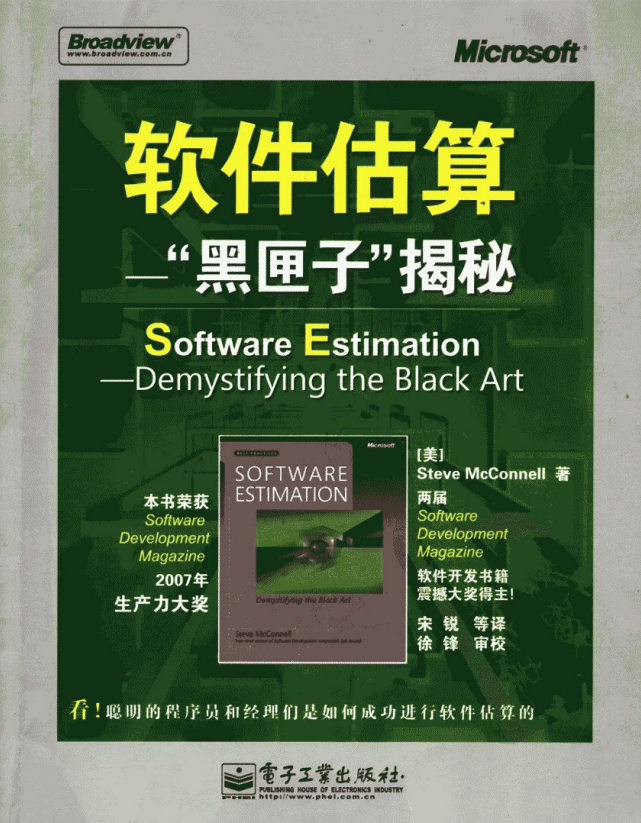 Broadview®
www.broadview.com.cn
Microsoft®
软件估算
—“黑匣子”揭秘
Software Estimation
—Demystifying the Black Art
本书荣获
Software
Development
Magazine
2007年
生产力大奖
BEST PRACTICES
Microsoft
SOFTWARE
ESTIMATION
Demystifying the Black Art
Steve McConnell
[美]
Steve McConnell 著
两届
Software
Development
Magazine
软件开发书籍
震撼大奖得主!
宋 锐 等译
徐 锋 审校
看!聪明的程序员和经理们是如何成功进行软件估算的
PHEI
電子工業出版社.
PUBLISHING HOUSE OF ELECTRONICS INDUSTRY
http://www.phei.com.cn